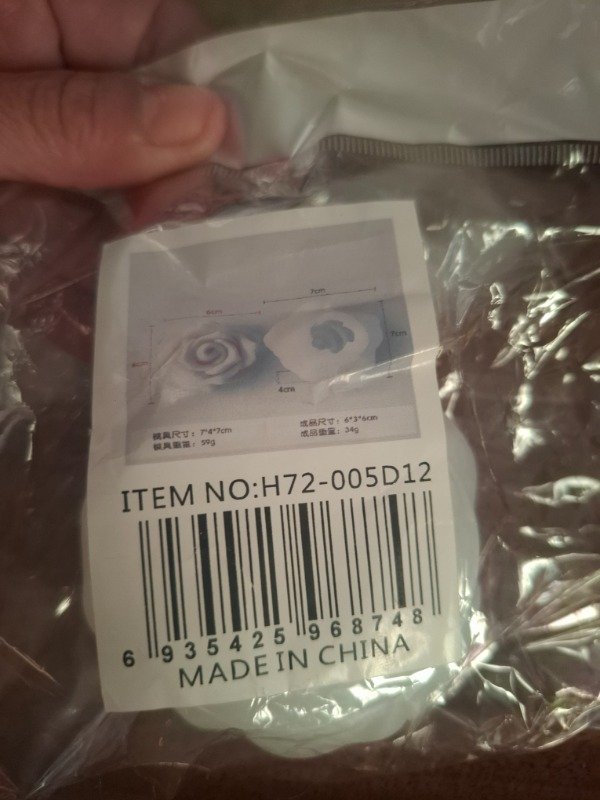 7cm
6cm
6cm
7cm
4cm
模具尺寸：7*4*7cm
模具重量：59g
成品尺寸：6*3*6cm
成品重量：34g
ITEM NO:H72-005D12
6 935425 968748
MADE IN CHINA